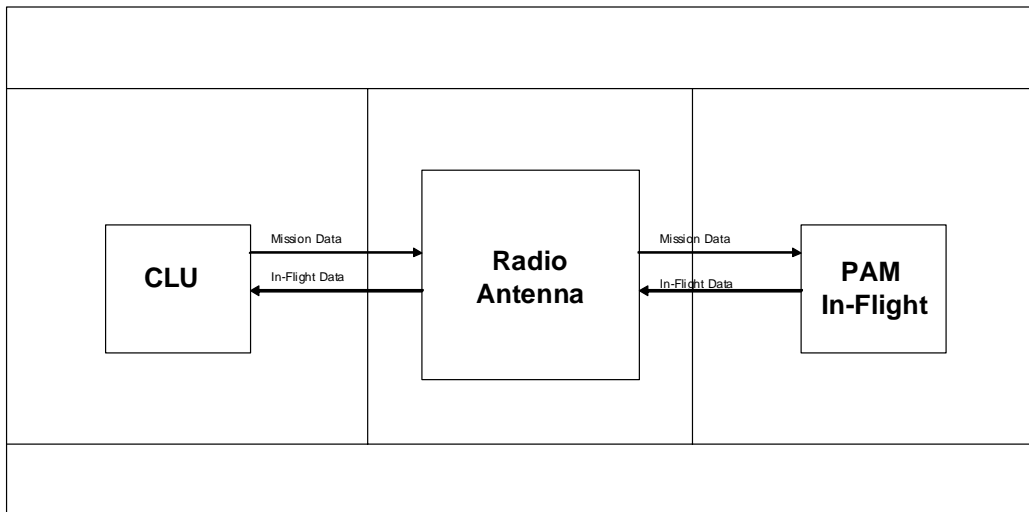 CLU
Mission Data
In-Flight Data
Radio
Antenna
Mission Data
In-Flight Data
PAM
In-Flight